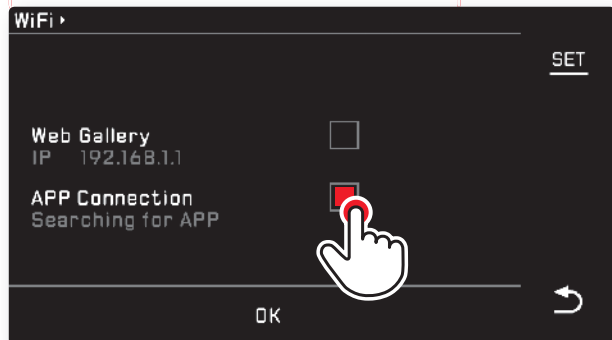 WiFi ▸
SET
Web Gallery
IP 192.168.1.1
APP Connection
Searching for APP
OK